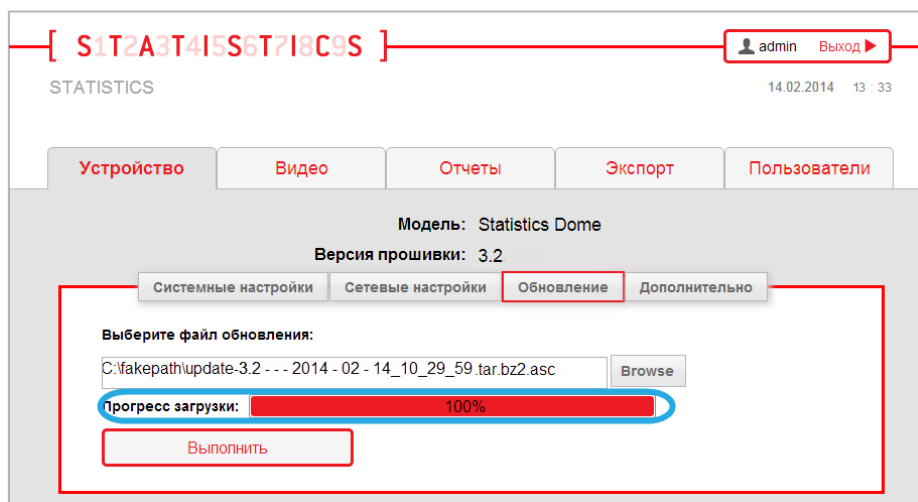 [ S1T2A3T4I5S6T7I8C9S ]
admin Выход
STATISTICS
14.02.2014 13 : 33
Устройство Видео Отчеты Экспорт Пользователи
Модель: Statistics Dome
Версия прошивки: 3.2
Системные настройки Сетевые настройки Обновление Дополнительно
Выберите файл обновления:
C:\fakepath\update-3.2 - - - 2014 - 02 - 14_10_29_59.tar.bz2.asc Browse
Прогресс загрузки: 100%
Выполнить